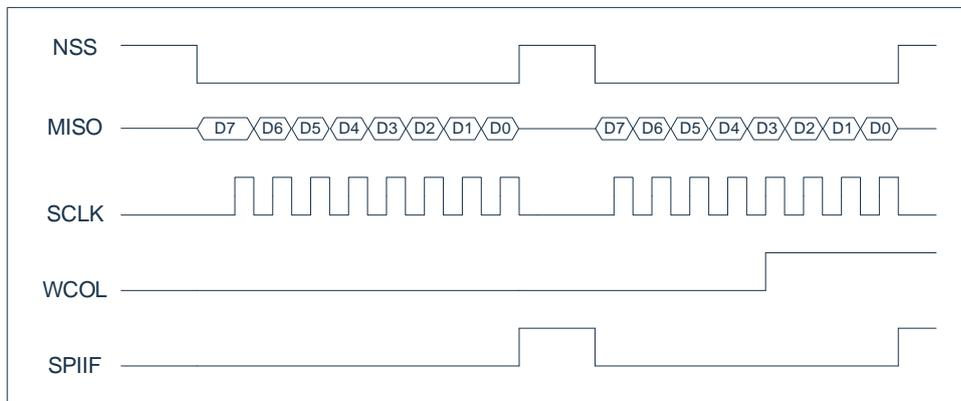 NSS
MISO D7 D6 D5 D4 D3 D2 D1 D0 D7 D6 D5 D4 D3 D2 D1 D0
SCLK
WCOL
SPIIF